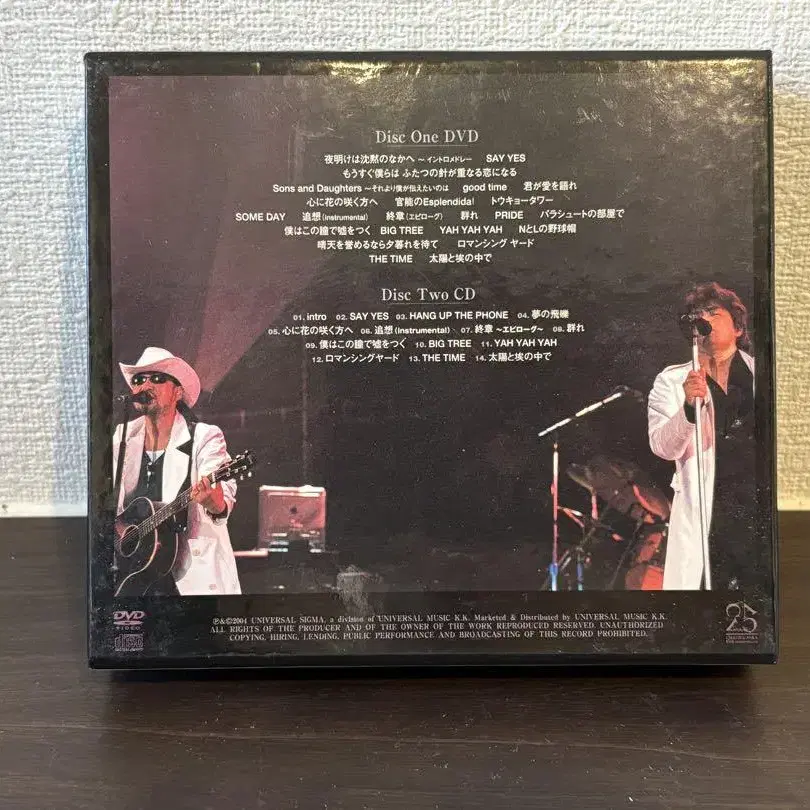 Disc One DVD
夜明けは沈黙のなかへ ～イントロメドレー SAY YES
もうすぐ僕らは ふたつの針が重なる恋になる
Sons and Daughters ～それより僕が伝えたいのは good time 君が愛を語れ
心に花の咲く方へ 官能のEsplendida! トウキョータワー
SOME DAY 追想(instrumental) 終章(エピローグ) 群れ PRIDE パラシュートの部屋で
僕はこの瞳で嘘をつく BIG TREE YAH YAH YAH NとLの野球帽
晴天を誉めるなら夕暮れを待て ロマンシング ヤード
THE TIME 太陽と埃の中で
Disc Two CD
01. intro 02. SAY YES 03. HANG UP THE PHONE 04. 夢の飛礫
05. 心に花の咲く方へ 06. 追想(Instrumental) 07. 終章 ～エピローグ～ 08. 群れ
09. 僕はこの瞳で嘘をつく 10. BIG TREE 11. YAH YAH YAH
12. ロマンシングヤード 13. THE TIME 14. 太陽と埃の中で
DVD
VIDEO
℗&©2004 UNIVERSAL SIGMA, a division of UNIVERSAL MUSIC K.K. Marketed & Distributed by UNIVERSAL MUSIC K.K.
ALL RIGHTS OF THE PRODUCER AND OF THE OWNER OF THE WORK REPRODUCED RESERVED. UNAUTHORIZED
COPYING, HIRING, LENDING, PUBLIC PERFORMANCE AND BROADCASTING OF THIS RECORD PROHIBITED.
25